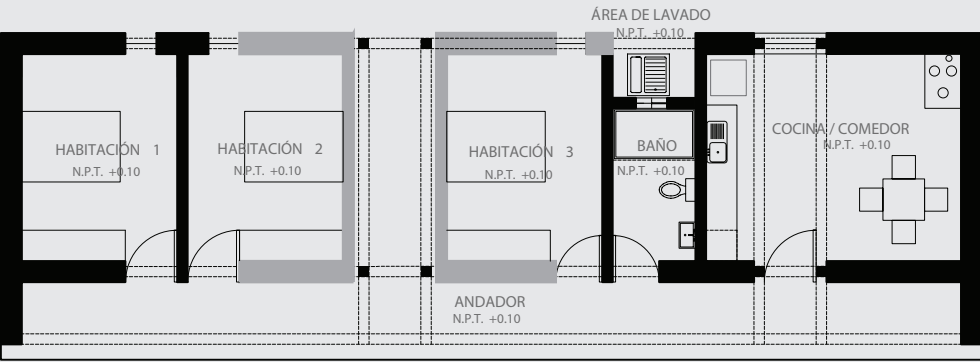 ÁREA DE LAVADO
N.P.T. +0.10
HABITACIÓN 1
N.P.T. +0.10
HABITACIÓN 2
N.P.T. +0.10
HABITACIÓN 3
N.P.T. +0.10
BAÑO
N.P.T. +0.10
COCINA / COMEDOR
N.P.T. +0.10
ANDADOR
N.P.T. +0.10